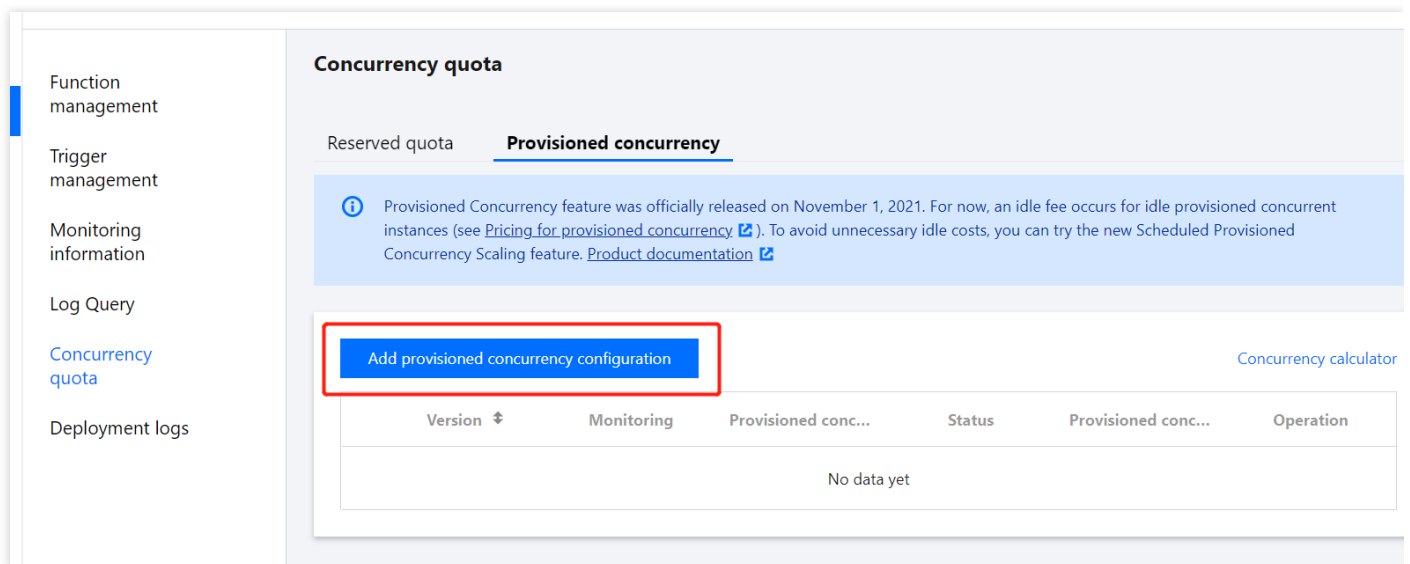 Function
management
Trigger
management
Monitoring
information
Log Query
Concurrency
quota
Deployment logs
Concurrency quota
Reserved quota Provisioned concurrency
Provisioned Concurrency feature was officially released on November 1, 2021. For now, an idle fee occurs for idle provisioned concurrent
instances (see Pricing for provisioned concurrency ). To avoid unnecessary idle costs, you can try the new Scheduled Provisioned
Concurrency Scaling feature. Product documentation
Add provisioned concurrency configuration Concurrency calculator
Version Monitoring Provisioned conc... Status Provisioned conc... Operation
No data yet